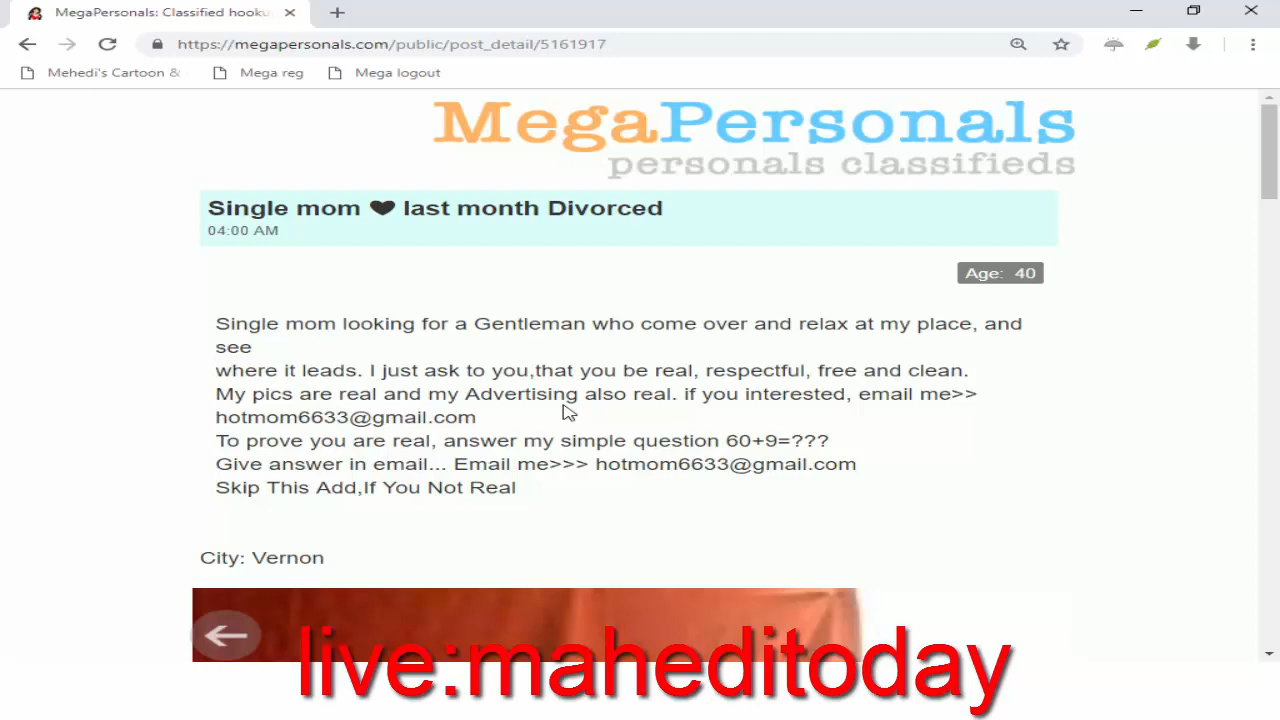 MegaPersonals: Classified hooku
https://megapersonals.com/public/post_detail/5161917
Mehedi's Cartoon &
Mega reg
Mega logout
MegaPersonals
personals classifieds
Single mom ❤ last month Divorced
04:00 AM
Age: 40
Single mom looking for a Gentleman who come over and relax at my place, and
see
where it leads. I just ask to you,that you be real, respectful, free and clean.
My pics are real and my Advertising also real. if you interested, email me>>
hotmom6633@gmail.com
To prove you are real, answer my simple question 60+9=???
Give answer in email... Email me>>> hotmom6633@gmail.com
Skip This Add,If You Not Real
City: Vernon
live:maheditoday